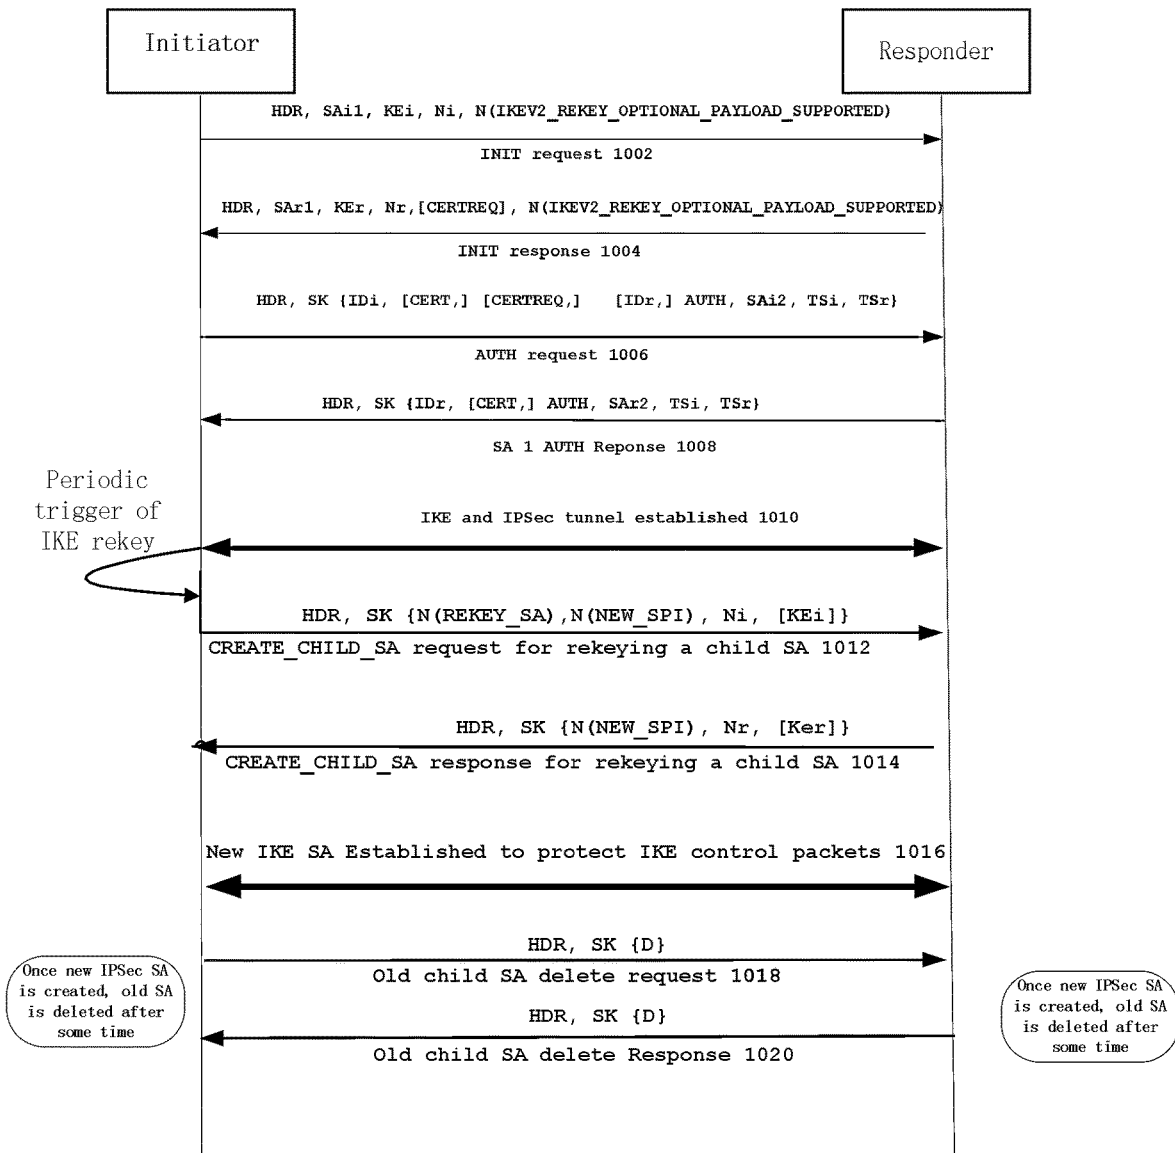 Initiator
Responder
HDR, SAi1, KEi, Ni, N(IKEV2_REKEY_OPTIONAL_PAYLOAD_SUPPORTED)
INIT request 1002
HDR, SAr1, KEr, Nr,[CERTREQ], N(IKEV2_REKEY_OPTIONAL_PAYLOAD_SUPPORTED)
INIT response 1004
HDR, SK {IDi, [CERT,] [CERTREQ,] [IDr,] AUTH, SAi2, TSi, TSr}
AUTH request 1006
HDR, SK {IDr, [CERT,] AUTH, SAr2, TSi, TSr}
SA 1 AUTH Reponse 1008
Periodic
trigger of
IKE rekey
IKE and IPSec tunnel established 1010
HDR, SK {N(REKEY_SA),N(NEW_SPI), Ni, [KEi]}
CREATE_CHILD_SA request for rekeying a child SA 1012
HDR, SK {N(NEW_SPI), Nr, [Ker]}
CREATE_CHILD_SA response for rekeying a child SA 1014
New IKE SA Established to protect IKE control packets 1016
HDR, SK {D}
Old child SA delete request 1018
HDR, SK {D}
Old child SA delete Response 1020
Once new IPSec SA
is created, old SA
is deleted after
some time
Once new IPSec SA
is created, old SA
is deleted after
some time